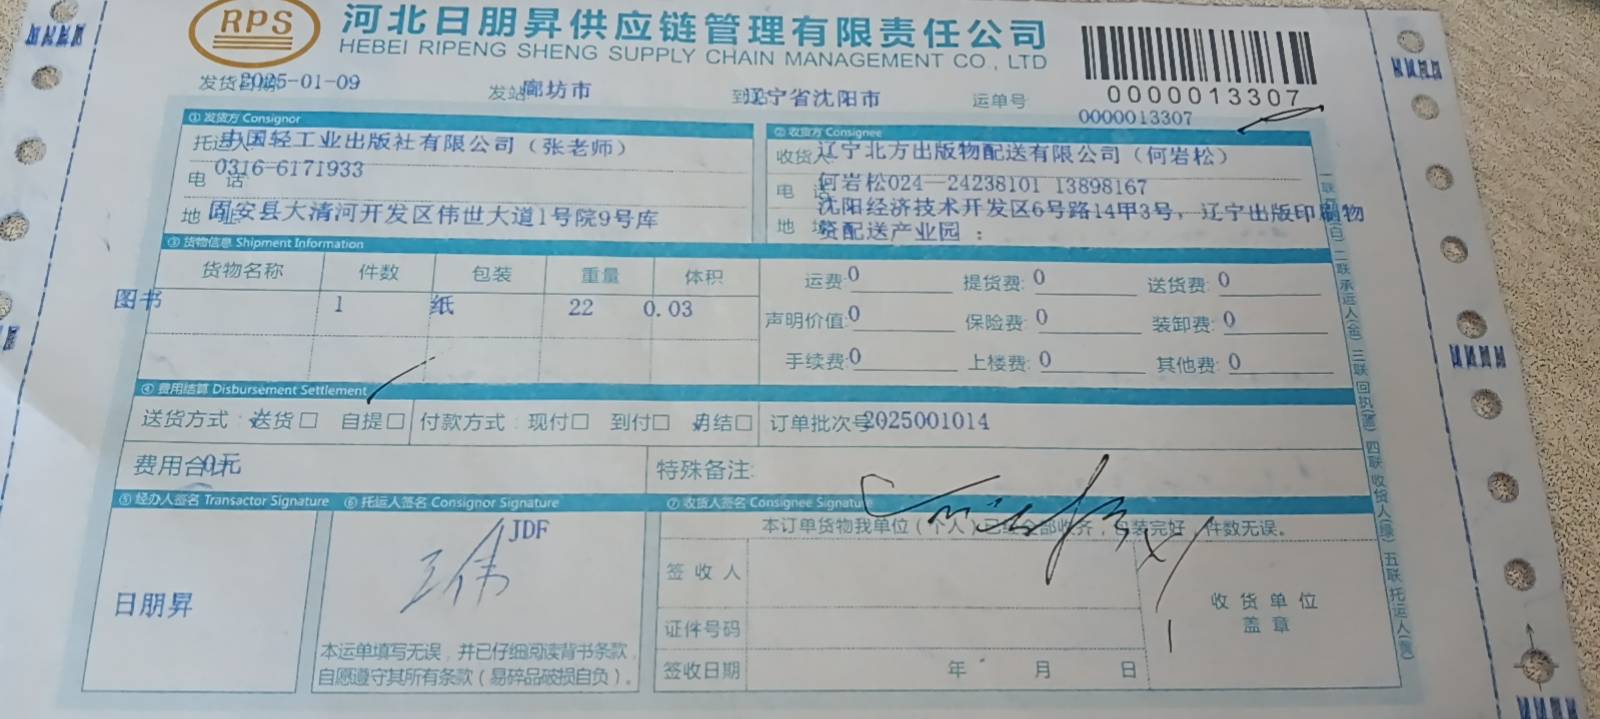 RPS
河北日朋昇供应链管理有限责任公司
HEBEI RIPENG SHENG SUPPLY CHAIN MANAGEMENT CO., LTD
0000013307
发货日期 2025-01-09 发站 廊坊市 到站 辽宁省沈阳市 运单号 0000013307
① 发货方 Consignor
托运人 中国轻工业出版社有限公司（张老师）
电 话 0316-6171933
地 址 固安县大清河开发区伟世大道1号院9号库
② 收货方 Consignee
收货人 辽宁北方出版物配送有限公司（何岩松）
电 话 何岩松024—24238101 13898167
地 址 沈阳经济技术开发区6号路14甲3号，辽宁出版印刷物
资配送产业园 ：
③ 货物信息 Shipment Information
货物名称 件数 包装 重量 体积
图书 1 纸 22 0.03
运费: 0 提货费: 0 送货费: 0
声明价值: 0 保险费: 0 装卸费: 0
手续费: 0 上楼费: 0 其他费: 0
④ 费用结算 Disbursement Settlement
送货方式：送货□ 自提□ 付款方式：现付□ 到付□ 月结□ 订单批次号 2025001014
费用合计 0元 特殊备注:
⑤ 经办人签名 Transactor Signature ⑥ 托运人签名 Consignor Signature ⑦ 收货人签名 Consignee Signature
日朋昇
JDF
王伟
本运单填写无误，并已仔细阅读背书条款，
自愿遵守其所有条款（易碎品破损自负）。
本订单货物我单位（个人）已经全部收齐，包装完好，件数无误。
签 收 人
证件号码
签收日期 年 月 日
收 货 单 位
盖 章
一联 (白) 二联 承运人 三联 回执 四联 收货人 (绿) 五联 托运人 (黄)